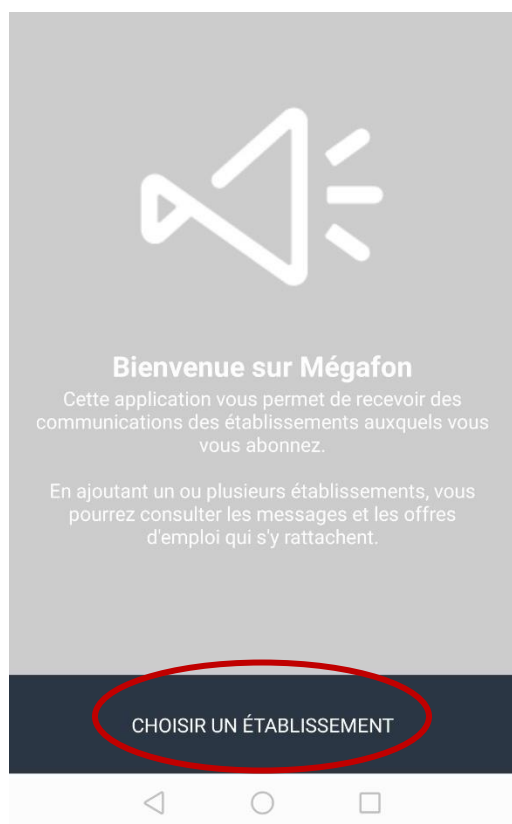 Bienvenue sur Mégafon
Cette application vous permet de recevoir des
communications des établissements auxquels vous
vous abonnez.
En ajoutant un ou plusieurs établissements, vous
pourrez consulter les messages et les offres
d'emploi qui s'y rattachent.
CHOISIR UN ÉTABLISSEMENT